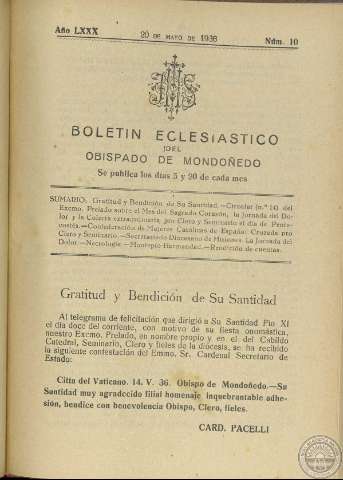 Año LXXX
20 DE MAYO DE 1936
Núm. 10
BOLETIN ECLESIASTICO
DEL
OBISPADO DE MONDOÑEDO
Se publica los días 5 y 20 de cada mes
SUMARIO. Gratitud y Bendición de Su Santidad.—Circular (n.º 14) del
Excmo. Prelado sobre el Mes del Sagrado Corazón, la Jornada del Do-
lor y la Colecta extraordinaria pro Clero y Seminario el día de Pente-
costés.—Confederación de Mujeres Católicas de España: Cruzada pro
Clero y Seminario.—Secretariado Diocesano de Misiones. La Jornada del
Dolor.—Necrología.—Montepío Hermandad.—Rendición de cuentas.
Gratitud y Bendición de Su Santidad
Al telegrama de felicitación que dirigió a Su Santidad Pío XI
el día doce del corriente, con motivo de su fiesta onomástica,
nuestro Excmo. Prelado, en nombre propio y en el del Cabildo
Catedral, Seminario, Clero y fieles de la diócesis, se ha recibido
la siguiente contestación del Emmo. Sr. Cardenal Secretario de
Estado:
Citta del Vaticano. 14. V. 36. Obispo de Mondoñedo.—Su
Santidad muy agradecido filial homenaje inquebrantable adhe-
sión, bendice con benevolencia Obispo, Clero, fieles.
CARD. PACELLI